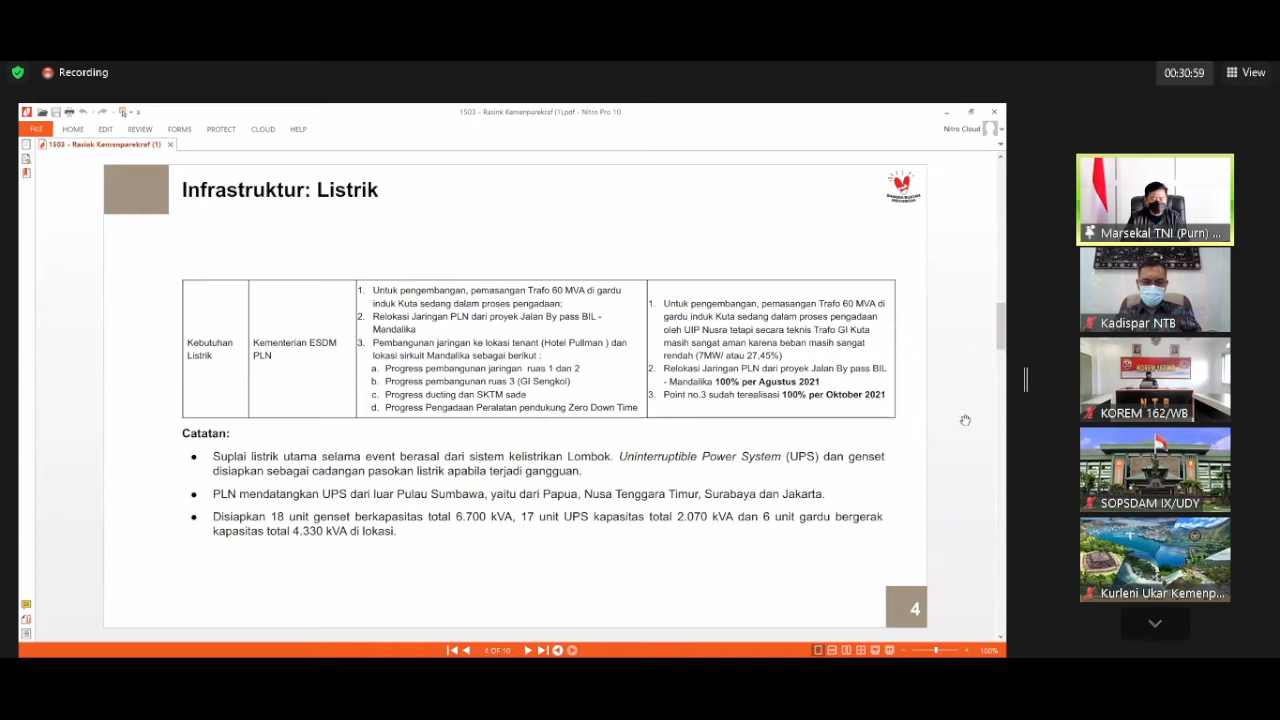 Recording
00:30:59
View
1503 - Rasink Kemenparekraf (1).pdf - Nitro Pro 10
FILE HOME EDIT REVIEW FORMS PROTECT CLOUD HELP
Nitro Cloud
1503 - Rasink Kemenparekraf (1)
Infrastruktur: Listrik
Kebutuhan
Listrik
Kementerian ESDM
PLN
1. Untuk pengembangan, pemasangan Trafo 60 MVA di gardu
induk Kuta sedang dalam proses pengadaan;
2. Relokasi Jaringan PLN dari proyek Jalan By pass BIL -
Mandalika
3. Pembangunan jaringan ke lokasi tenant (Hotel Pullman ) dan
lokasi sirkuit Mandalika sebagai berikut :
a. Progress pembangunan jaringan ruas 1 dan 2
b. Progres pembangunan ruas 3 (GI Sengkol)
c. Progres ducting dan SKTM sade
d. Progres Pengadaan Peralatan pendukung Zero Down Time
1. Untuk pengembangan, pemasangan Trafo 60 MVA di
gardu induk Kuta sedang dalam proses pengadaan
oleh UIP Nusra tetapi secara teknis Trafo GI Kuta
masih sangat aman karena beban masih sangat
rendah (7MW/ atau 27,45%)
2. Relokasi Jaringan PLN dari proyek Jalan By pass BIL
- Mandalika 100% per Agustus 2021
3. Point no.3 sudah terealisasi 100% per Oktober 2021
Catatan:
● Suplai listrik utama selama event berasal dari sistem kelistrikan Lombok. Uninterruptible Power System (UPS) dan genset
disiapkan sebagai cadangan pasokan listrik apabila terjadi gangguan.
● PLN mendatangkan UPS dari luar Pulau Sumbawa, yaitu dari Papua, Nusa Tenggara Timur, Surabaya dan Jakarta.
● Disiapkan 18 unit genset berkapasitas total 6.700 kVA, 17 unit UPS kapasitas total 2.070 kVA dan 6 unit gardu bergerak
kapasitas total 4.330 kVA di lokasi.
4
4 OF 10
100%
Marsekal TNI (Purn) ...
Kadispar NTB
KOREM 162/WB
SOPSDAM IX/UDY
Kurleni Ukar Kemenp...